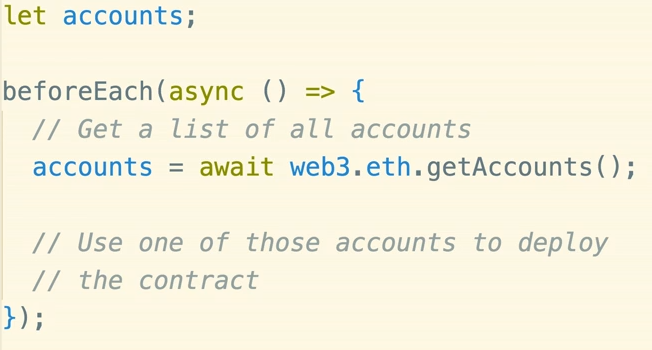 let accounts;
beforeEach(async () => {
// Get a list of all accounts
accounts = await web3.eth.getAccounts();
// Use one of those accounts to deploy
// the contract
});